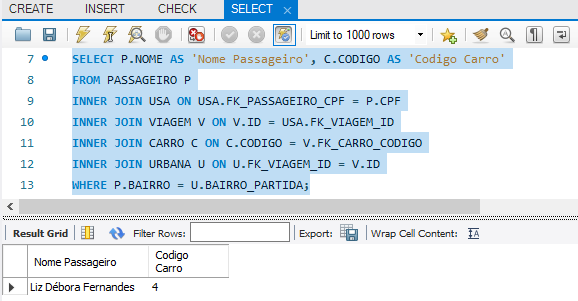 CREATE INSERT CHECK SELECT
Limit to 1000 rows
7 SELECT P.NOME AS 'Nome Passageiro', C.CODIGO AS 'Codigo Carro'
8 FROM PASSAGEIRO P
9 INNER JOIN USA ON USA.FK_PASSAGEIRO_CPF = P.CPF
10 INNER JOIN VIAGEM V ON V.ID = USA.FK_VIAGEM_ID
11 INNER JOIN CARRO C ON C.CODIGO = V.FK_CARRO_CODIGO
12 INNER JOIN URBANA U ON U.FK_VIAGEM_ID = V.ID
13 WHERE P.BAIRRO = U.BAIRRO_PARTIDA;
Result Grid Filter Rows: Export: Wrap Cell Content: IA
Nome Passageiro Codigo
Carro
Liz Débora Fernandes 4